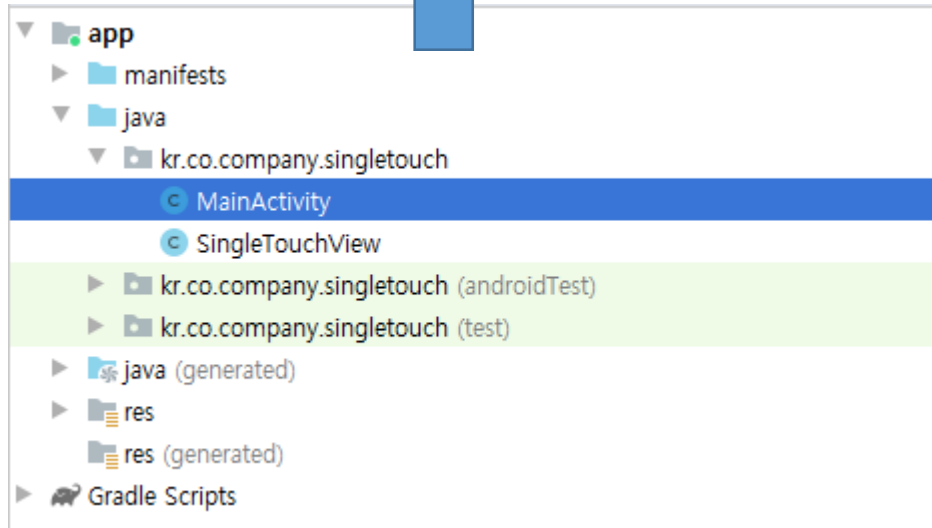 app
manifests
java
kr.co.company.singletouch
MainActivity
SingleTouchView
kr.co.company.singletouch (androidTest)
kr.co.company.singletouch (test)
java (generated)
res
res (generated)
Gradle Scripts